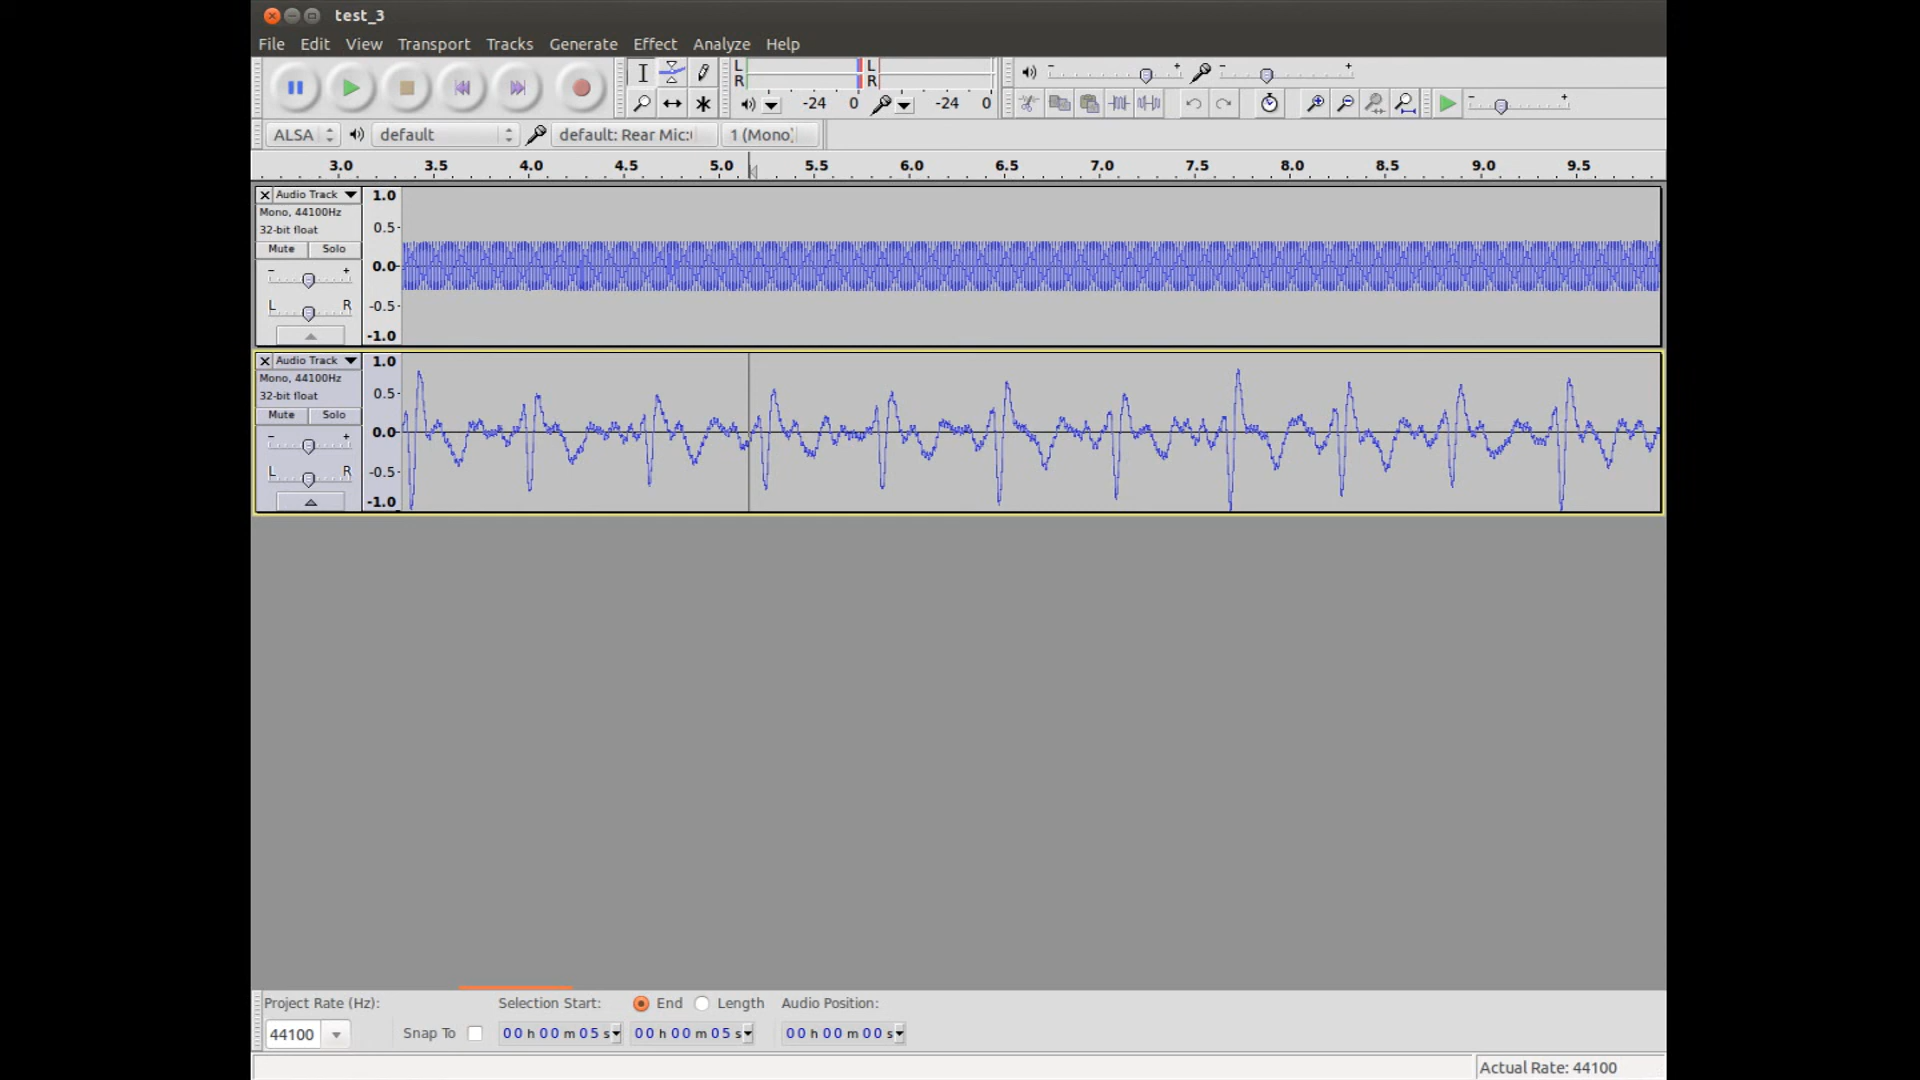 test_3
File Edit View Transport Tracks Generate Effect Analyze Help
L R L R
-24 0 -24 0
ALSA default default: Rear Mic: 1 (Mono)
3.0 3.5 4.0 4.5 5.0 5.5 6.0 6.5 7.0 7.5 8.0 8.5 9.0 9.5
Audio Track
Mono, 44100Hz
32-bit float
Mute Solo
- +
L R
1.0
0.5
0.0
-0.5
-1.0
Audio Track
Mono, 44100Hz
32-bit float
Mute Solo
- +
L R
1.0
0.5
0.0
-0.5
-1.0
Project Rate (Hz): Selection Start: End Length Audio Position:
44100 Snap To 00 h 00 m 05 s 00 h 00 m 05 s 00 h 00 m 00 s
Actual Rate: 44100